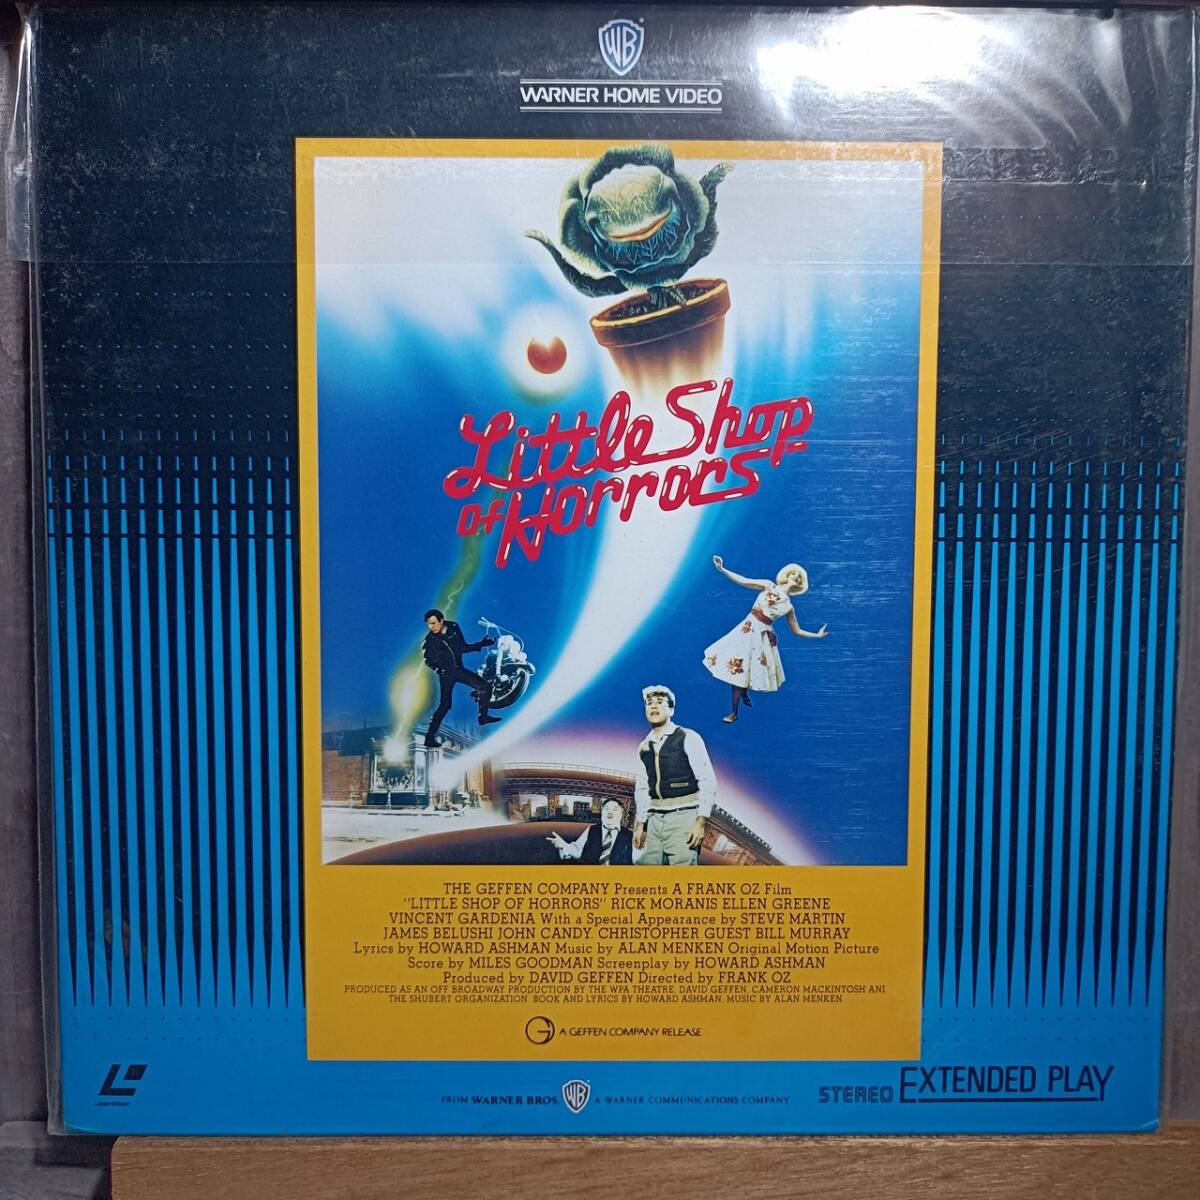 WB
WARNER HOME VIDEO
Little Shop
of Horrors
THE GEFFEN COMPANY Presents A FRANK OZ Film
"LITTLE SHOP OF HORRORS" RICK MORANIS ELLEN GREENE
VINCENT GARDENIA With a Special Appearance by STEVE MARTIN
JAMES BELUSHI JOHN CANDY. CHRISTOPHER GUEST BILL MURRAY
Lyrics by HOWARD ASHMAN Music by ALAN MENKEN Original Motion Picture
Score by MILES GOODMAN Screenplay by HOWARD ASHMAN
Produced by DAVID GEFFEN Directed by FRANK OZ
PRODUCED AS AN OFF BROADWAY PRODUCTION BY THE WPA THEATRE, DAVID GEFFEN, CAMERON MACKINTOSH ANI
THE SHUBERT ORGANIZATION BOOK AND LYRICS BY HOWARD ASHMAN, MUSIC BY ALAN MENKEN
G A GEFFEN COMPANY RELEASE
LaserVision
FROM WARNER BROS. WB A WARNER COMMUNICATIONS COMPANY
STEREO EXTENDED PLAY